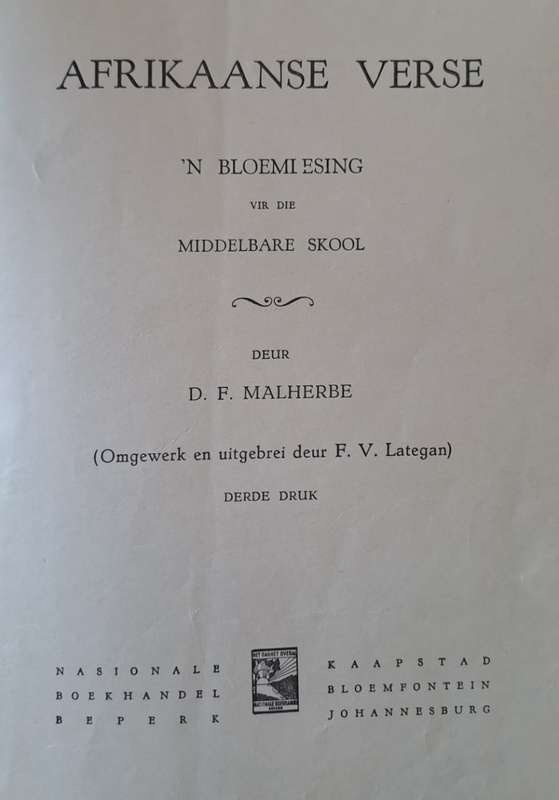 AFRIKAANSE VERSE
'N BLOEMLESING
VIR DIE
MIDDELBARE SKOOL
DEUR
D. F. MALHERBE
(Omgewerk en uitgebrei deur F. V. Lategan)
DERDE DRUK
NASIONALE
BOEKHANDEL
BEPERK
KAAPSTAD
BLOEMFONTEIN
JOHANNESBURG